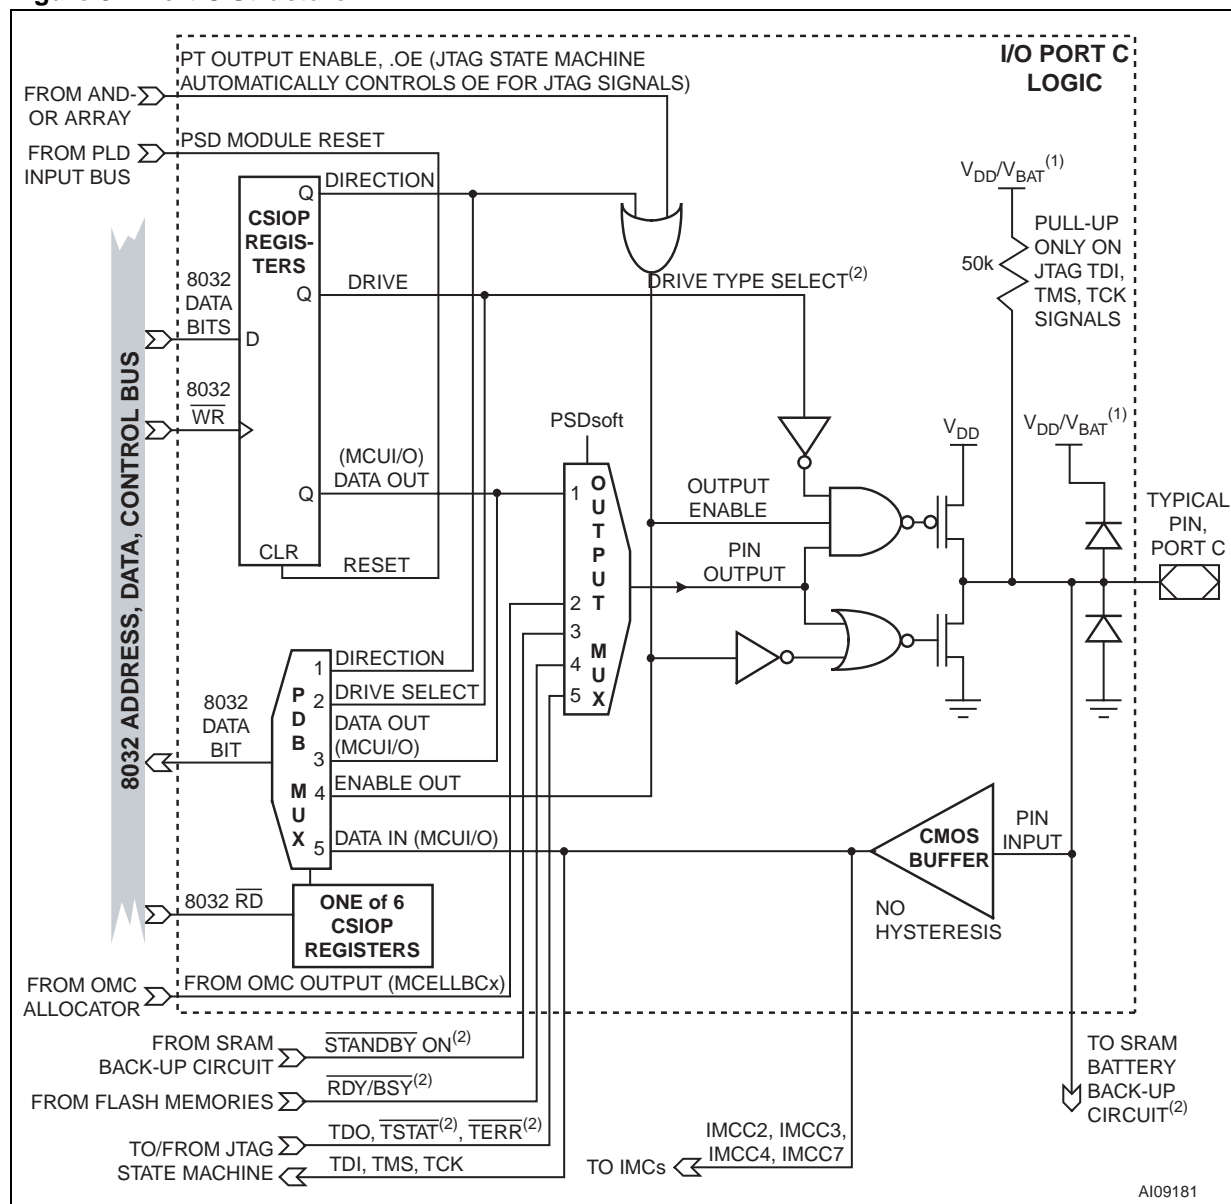 Figure Port C Structure
I/O PORT C
LOGIC
PT OUTPUT ENABLE, .OE (JTAG STATE MACHINE
AUTOMATICALLY CONTROLS OE FOR JTAG SIGNALS)
FROM AND-
OR ARRAY
PSD MODULE RESET
FROM PLD
INPUT BUS
8032 ADDRESS, DATA, CONTROL BUS
Q
DIRECTION
CSIOP
REGIS-
TERS
Q
DRIVE
DRIVE TYPE SELECT(2)
8032
DATA
BITS
D
8032
WR
(MCUI/O)
DATA OUT
Q
CLR
RESET
VDD/VBAT(1)
50k
PULL-UP
ONLY ON
JTAG TDI,
TMS, TCK
SIGNALS
PSDsoft
OUTPUT MUX
1
2
3
4
5
OUTPUT
ENABLE
PIN
OUTPUT
VDD
VDD/VBAT(1)
TYPICAL
PIN,
PORT C
8032
DATA
BIT
PDB MUX
1 DIRECTION
2 DRIVE SELECT
DATA OUT
3 (MCUI/O)
4 ENABLE OUT
5 DATA IN (MCUI/O)
CMOS
BUFFER
PIN
INPUT
NO
HYSTERESIS
8032 RD
ONE of 6
CSIOP
REGISTERS
FROM OMC
ALLOCATOR
FROM OMC OUTPUT (MCELLBCx)
FROM SRAM
BACK-UP CIRCUIT
STANDBY ON(2)
FROM FLASH MEMORIES
RDY/BSY(2)
TO/FROM JTAG
STATE MACHINE
TDO, TSTAT(2), TERR(2)
TDI, TMS, TCK
TO IMCs
IMCC2, IMCC3,
IMCC4, IMCC7
TO SRAM
BATTERY
BACK-UP
CIRCUIT(2)
AI09181